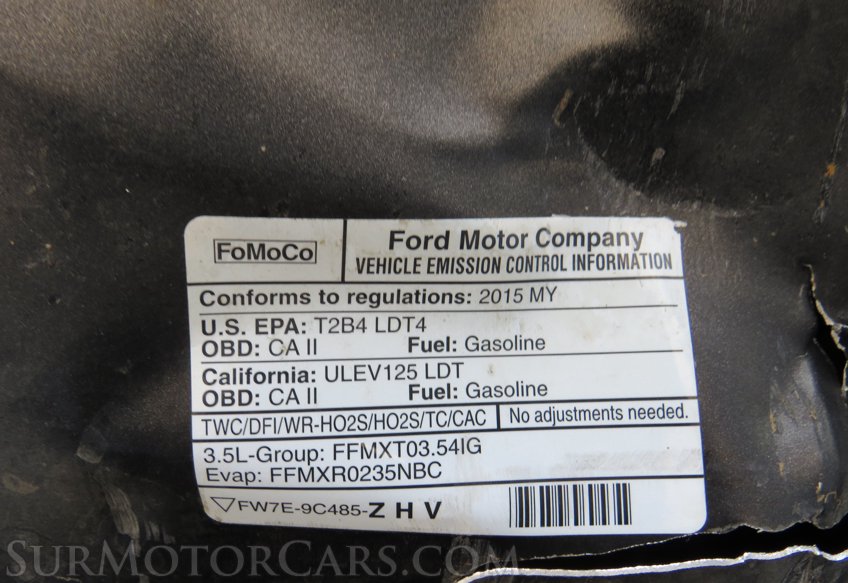 FoMoCo
Ford Motor Company
VEHICLE EMISSION CONTROL INFORMATION
Conforms to regulations: 2015 MY
U.S. EPA: T2B4 LDT4
OBD: CA II Fuel: Gasoline
California: ULEV125 LDT
OBD: CA II Fuel: Gasoline
TWC/DFI/WR-HO2S/HO2S/TC/CAC No adjustments needed.
3.5L-Group: FFMXT03.54IG
Evap: FFMXR0235NBC
FW7E-9C485-Z H V
SurMotorCars.com